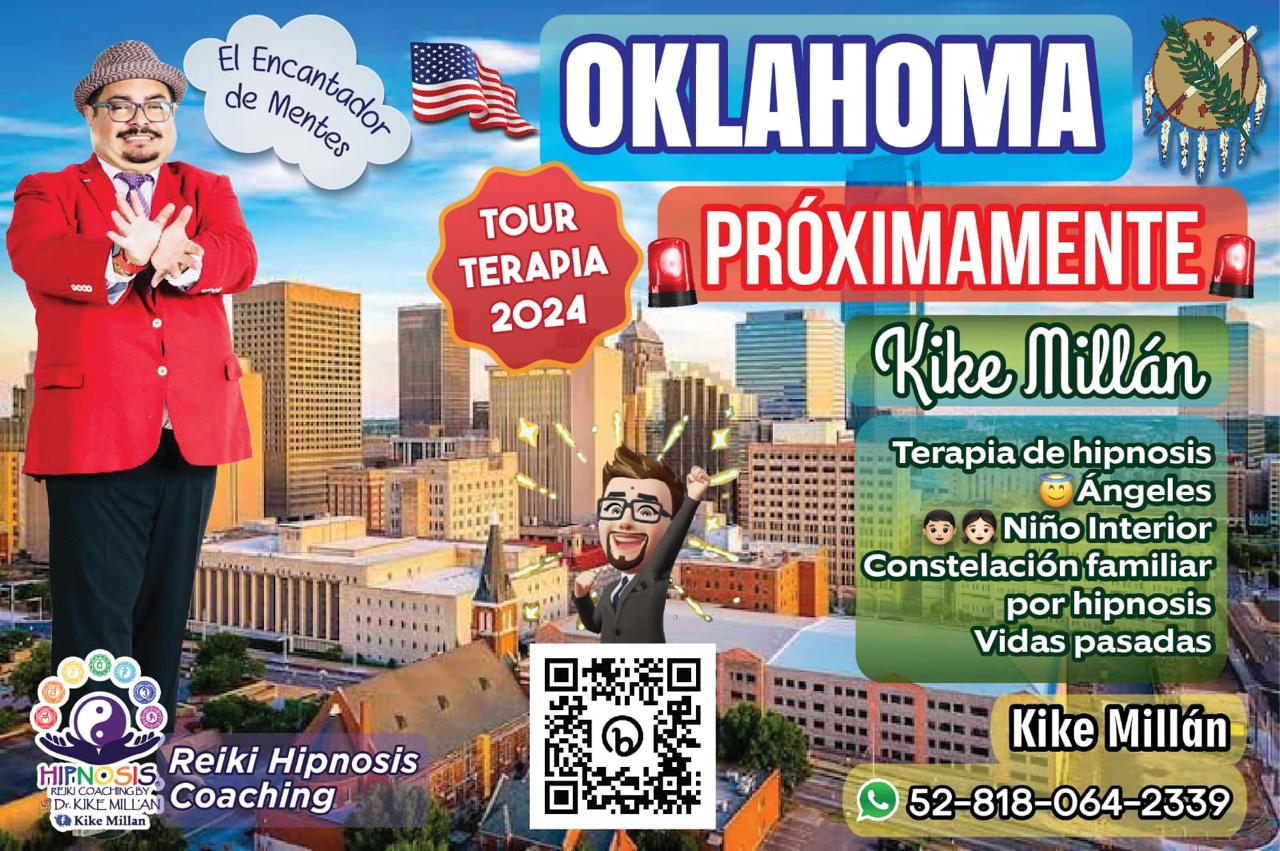 El Encantador
de Mentes
OKLAHOMA
TOUR
TERAPIA
2024
PRÓXIMAMENTE
Kike Millán
Terapia de hipnosis
😇Ángeles
👦🏻👧🏻Niño Interior
Constelación familiar
por hipnosis
Vidas pasadas
HIPNOSIS,
REIKI COACHING BY
Dr. KIKE MILL'AN
Kike Millan
Reiki Hipnosis
Coaching
b
Kike Millán
52-818-064-2339